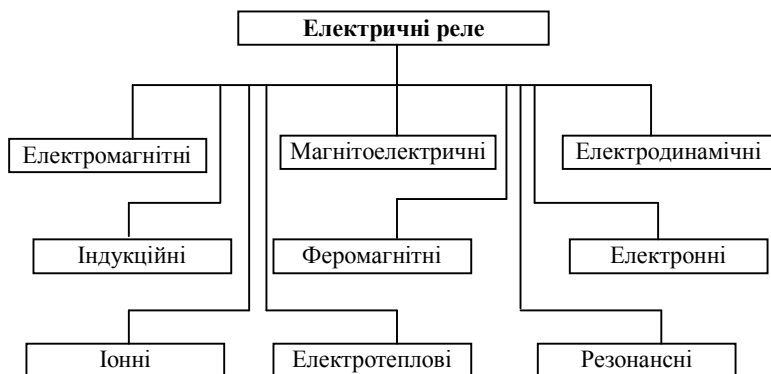 Електричні реле
Електромагнітні
Магнітоелектричні
Електродинамічні
Індукційні
Феромагнітні
Електронні
Іонні
Електротеплові
Резонансні